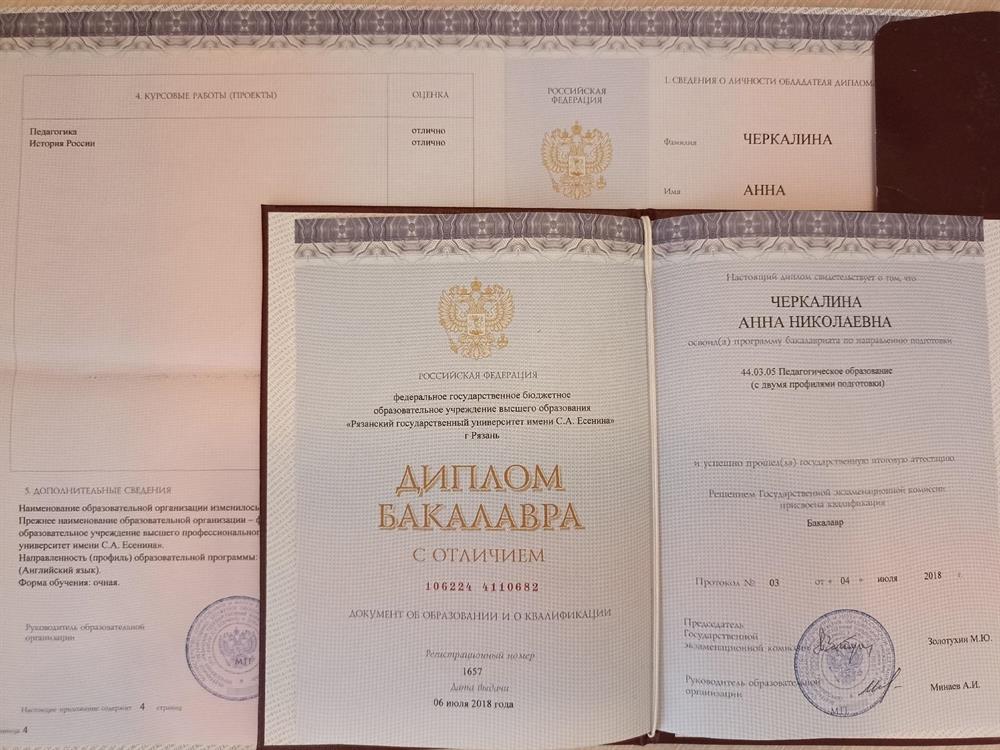 4. КУРСОВЫЕ РАБОТЫ (ПРОЕКТЫ)
ОЦЕНКА
Педагогика
отлично
История России
отлично
РОССИЙСКАЯ
ФЕДЕРАЦИЯ
1. СВЕДЕНИЯ О ЛИЧНОСТИ ОБЛАДАТЕЛЯ ДИПЛОМ
Фамилия ЧЕРКАЛИНА
Имя АННА
5. ДОПОЛНИТЕЛЬНЫЕ СВЕДЕНИЯ
Наименование образовательной организации изменилось
Прежнее наименование образовательной организации –
образовательное учреждение высшего профессионального
университет имени С.А. Есенина».
Направленность (профиль) образовательной программы:
(Английский язык).
Форма обучения: очная.
Руководитель образовательной
организации
М.П.
Настоящее приложение содержит 4 страниц
4
РОССИЙСКАЯ ФЕДЕРАЦИЯ
федеральное государственное бюджетное
образовательное учреждение высшего образования
«Рязанский государственный университет имени С.А. Есенина»
г Рязань
ДИПЛОМ
БАКАЛАВРА
С ОТЛИЧИЕМ
106224 4110682
ДОКУМЕНТ ОБ ОБРАЗОВАНИИ И О КВАЛИФИКАЦИИ
Регистрационный номер
1657
Дата выдачи
06 июля 2018 года
Настоящий диплом свидетельствует о том, что
ЧЕРКАЛИНА
АННА НИКОЛАЕВНА
освоил(а) программу бакалавриата по направлению подготовки
44.03.05 Педагогическое образование
(с двумя профилями подготовки)
и успешно прошел(ла) государственную итоговую аттестацию
Решением Государственной экзаменационной комиссии
присвоена квалификация
Бакалавр
Протокол № 03 от « 04 » июля 2018 г.
Председатель
Государственной
экзаменационной комиссии
Золотухин М.Ю.
Руководитель образовательной
организации
Минаев А.И.
М.П.